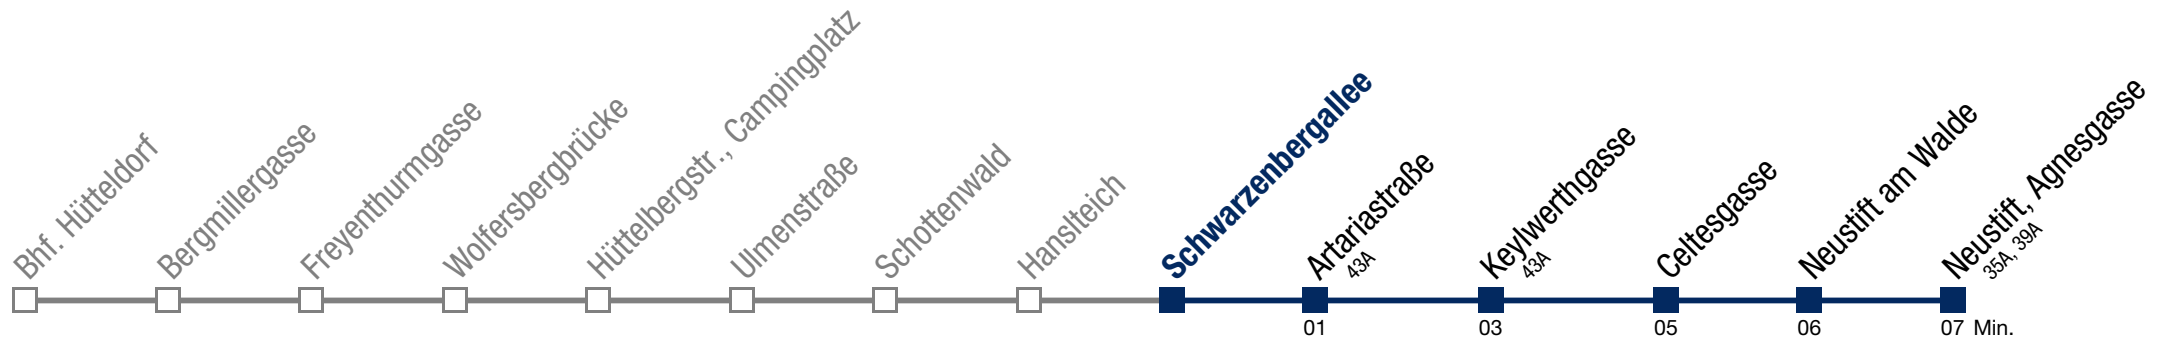 Bhf. Hütteldorf
Bergmillergasse
Freyenthurmgasse
Wolfersbergbrücke
Hüttelbergstr., Campingplatz
Ulmenstraße
Schottenwald
Hanslteich
Schwarzenbergallee
Artariastraße
43A
Keylwerthgasse
43A
Celtesgasse
Neustift am Walde
Neustift, Agnesgasse
35A, 39A
01
03
05
06
07 Min.